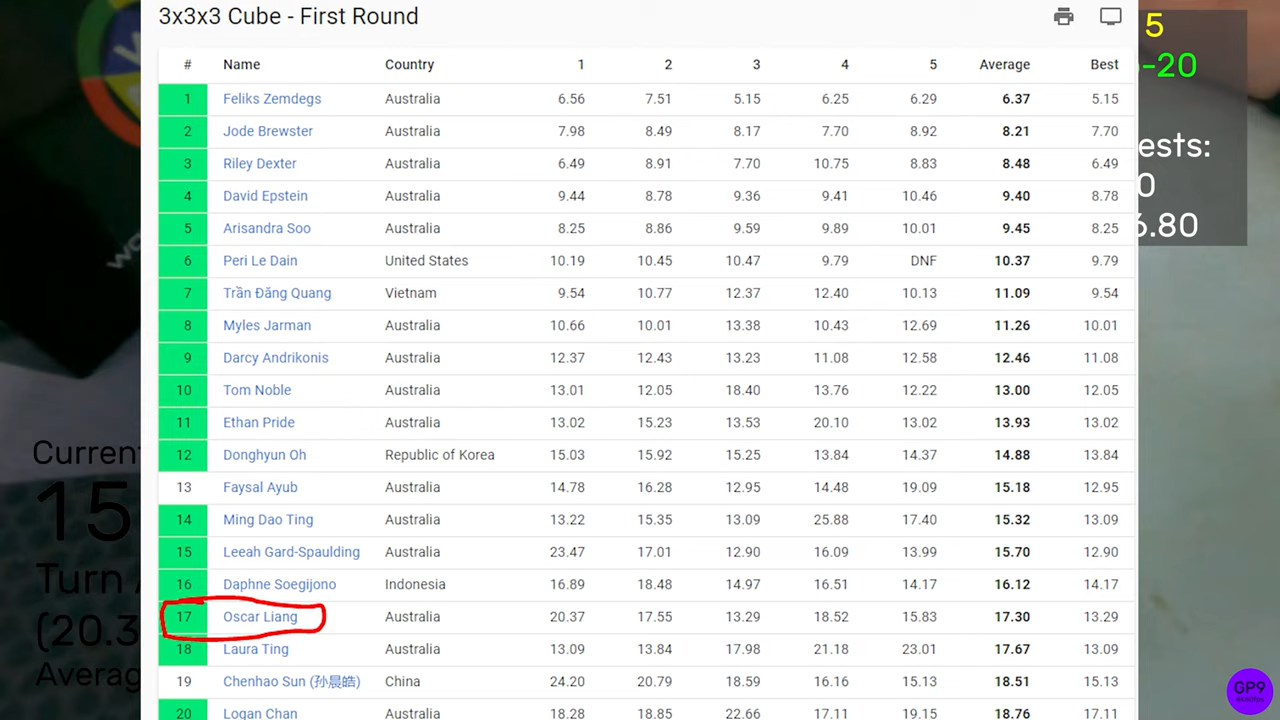 3x3x3 Cube - First Round
# Name Country 1 2 3 4 5 Average Best
1 Feliks Zemdegs Australia 6.56 7.51 5.15 6.25 6.29 6.37 5.15
2 Jode Brewster Australia 7.98 8.49 8.17 7.70 8.92 8.21 7.70
3 Riley Dexter Australia 6.49 8.91 7.70 10.75 8.83 8.48 6.49
4 David Epstein Australia 9.44 8.78 9.36 9.41 10.46 9.40 8.78
5 Arisandra Soo Australia 8.25 8.86 9.59 9.89 10.01 9.45 8.25
6 Peri Le Dain United States 10.19 10.45 10.47 9.79 DNF 10.37 9.79
7 Trần Đăng Quang Vietnam 9.54 10.77 12.37 12.40 10.13 11.09 9.54
8 Myles Jarman Australia 10.66 10.01 13.38 10.43 12.69 11.26 10.01
9 Darcy Andrikonis Australia 12.37 12.43 13.23 11.08 12.58 12.46 11.08
10 Tom Noble Australia 13.01 12.05 18.40 13.76 12.22 13.00 12.05
11 Ethan Pride Australia 13.02 15.23 13.53 20.10 13.02 13.93 13.02
12 Donghyun Oh Republic of Korea 15.03 15.92 15.25 13.84 14.37 14.88 13.84
13 Faysal Ayub Australia 14.78 16.28 12.95 14.48 19.09 15.18 12.95
14 Ming Dao Ting Australia 13.22 15.35 13.09 25.88 17.40 15.32 13.09
15 Leeah Gard-Spaulding Australia 23.47 17.01 12.90 16.09 13.99 15.70 12.90
16 Daphne Soegijono Indonesia 16.89 18.48 14.97 16.51 14.17 16.12 14.17
17 Oscar Liang Australia 20.37 17.55 13.29 18.52 15.83 17.30 13.29
18 Laura Ting Australia 13.09 13.84 17.98 21.18 23.01 17.67 13.09
19 Chenhao Sun (孙晨皓) China 24.20 20.79 18.59 16.16 15.13 18.51 15.13
20 Logan Chan Australia 18.28 18.85 22.66 17.11 19.15 18.76 17.11
5
-20
ests:
0
6.80
Current
15
Turn
(20.3
Averag
GP9